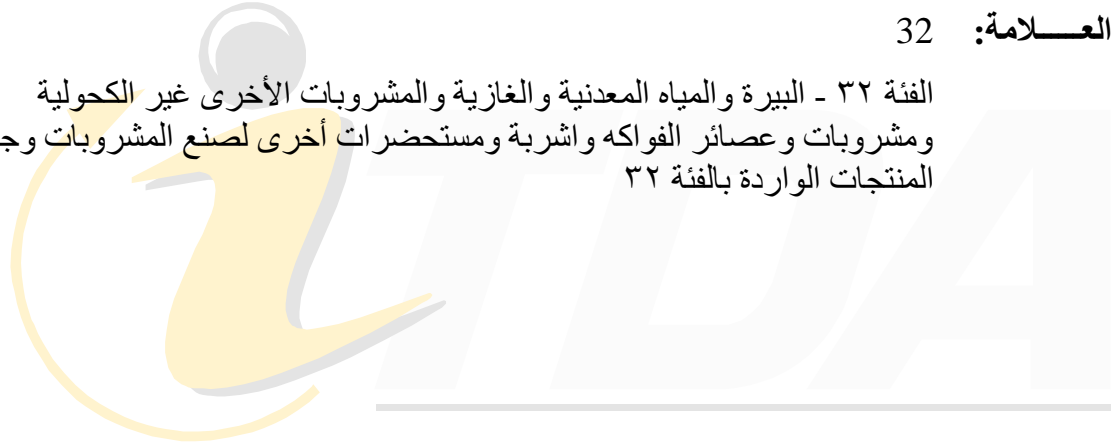 العـــــلامة: 32
الفئة ٣٢ - البيرة والمياه المعدنية والغازية والمشروبات الأخرى غير الكحولية
ومشروبات وعصائر الفواكه واشربة ومستحضرات أخرى لصنع المشروبات
المنتجات الواردة بالفئة ٣٢
iTDA